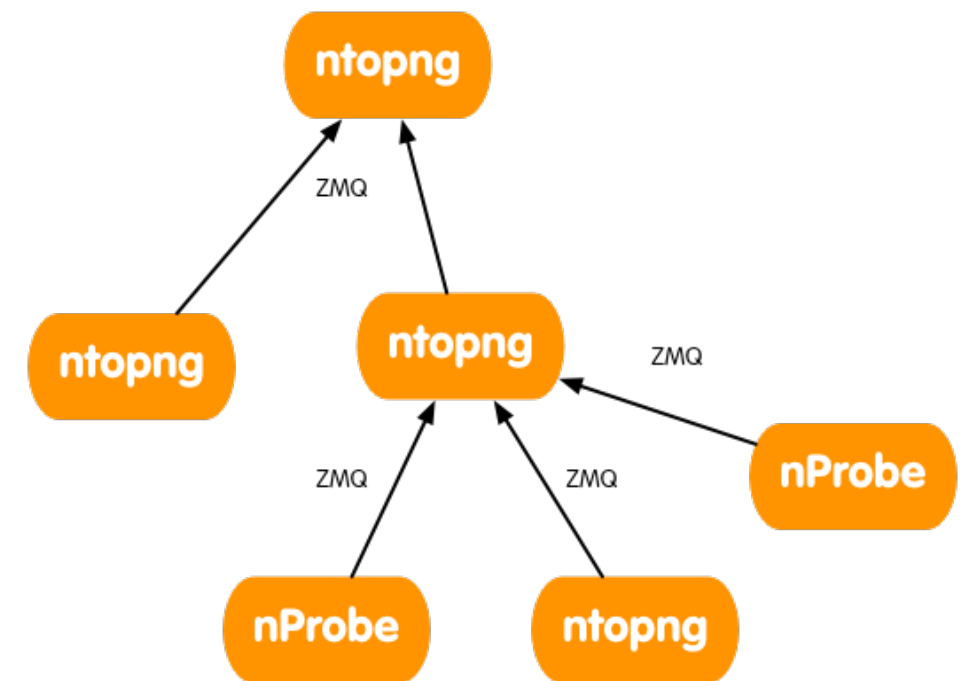 ntopng
ZMQ
ntopng
ntopng
ZMQ
nProbe
ZMQ
ZMQ
nProbe
ntopng